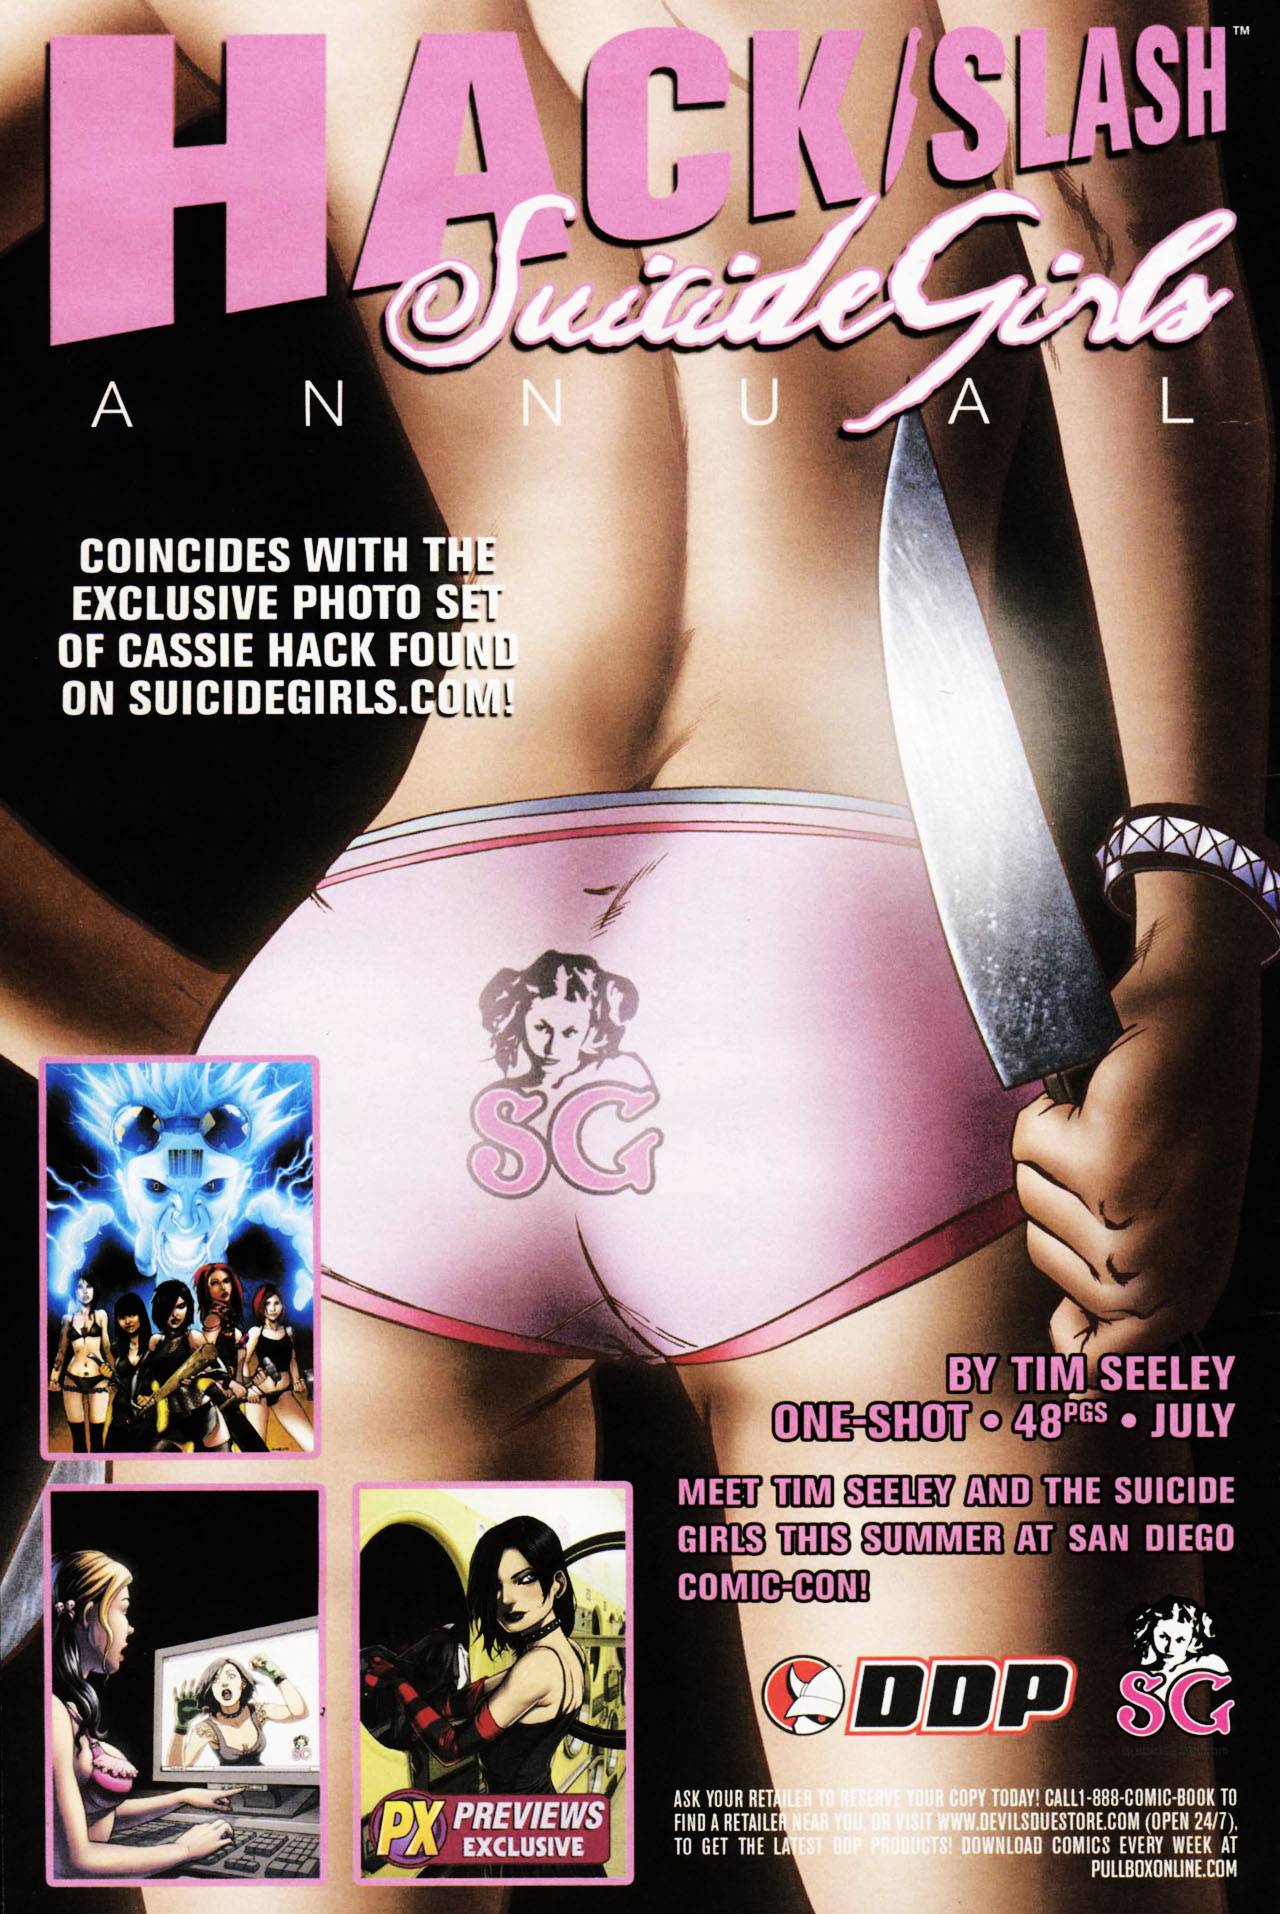 HACK/SLASH™
SuicideGirls
ANNUAL
COINCIDES WITH THE
EXCLUSIVE PHOTO SET
OF CASSIE HACK FOUND
ON SUICIDEGIRLS.COM!
SG
BY TIM SEELEY
ONE-SHOT • 48PGS • JULY
MEET TIM SEELEY AND THE SUICIDE
GIRLS THIS SUMMER AT SAN DIEGO
COMIC-CON!
SG
PX PREVIEWS
EXCLUSIVE
DDP
SG
ASK YOUR RETAILER TO RESERVE YOUR COPY TODAY! CALL1-888-COMIC-BOOK TO
FIND A RETAILER NEAR YOU, OR VISIT WWW.DEVILSDUESTORE.COM (OPEN 24/7),
TO GET THE LATEST DDP PRODUCTS! DOWNLOAD COMICS EVERY WEEK AT
PULLBOXONLINE.COM